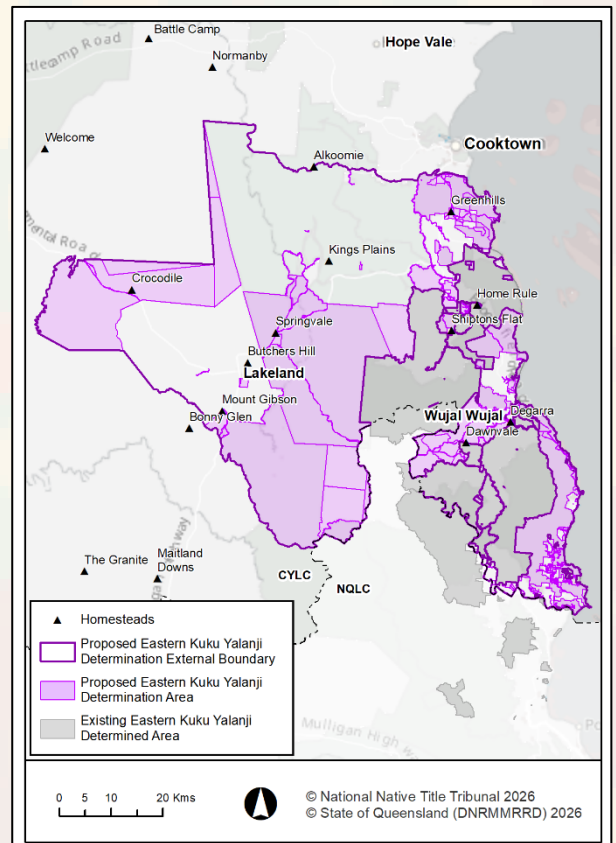 Battle Camp
Hope Vale
Normanby
Cooktown
Welcome
Alkoomie
Greenhills
Kings Plains
Crocodile
Home Rule
Springvale
Shiptons Flat
Butchers Hill
Lakeland
Mount Gibson
Wujal Wujal
Degarra
Bonny Glen
Dawnvale
The Granite
Maitland
Downs
CYLC
NQLC
Mulligan High
Homesteads
Proposed Eastern Kuku Yalanji
Determination External Boundary
Proposed Eastern Kuku Yalanji
Determination Area
Existing Eastern Kuku Yalanji
Determined Area
0 5 10 20 Kms
© National Native Title Tribunal 2026
© State of Queensland (DNRMMRRD) 2026